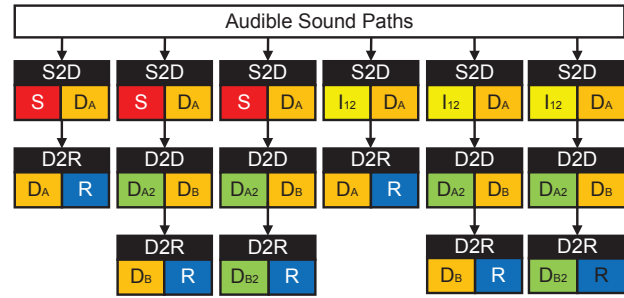 Audible Sound Paths
S2D S2D S2D S2D S2D S2D
S DA S DA S DA I12 DA I12 DA I12 DA
D2R D2D D2D D2R D2D D2D
DA R DA2 DB DA2 DB DA R DA2 DB DA2 DB
D2R D2R D2R D2R
DB R DB2 R DB R DB2 R